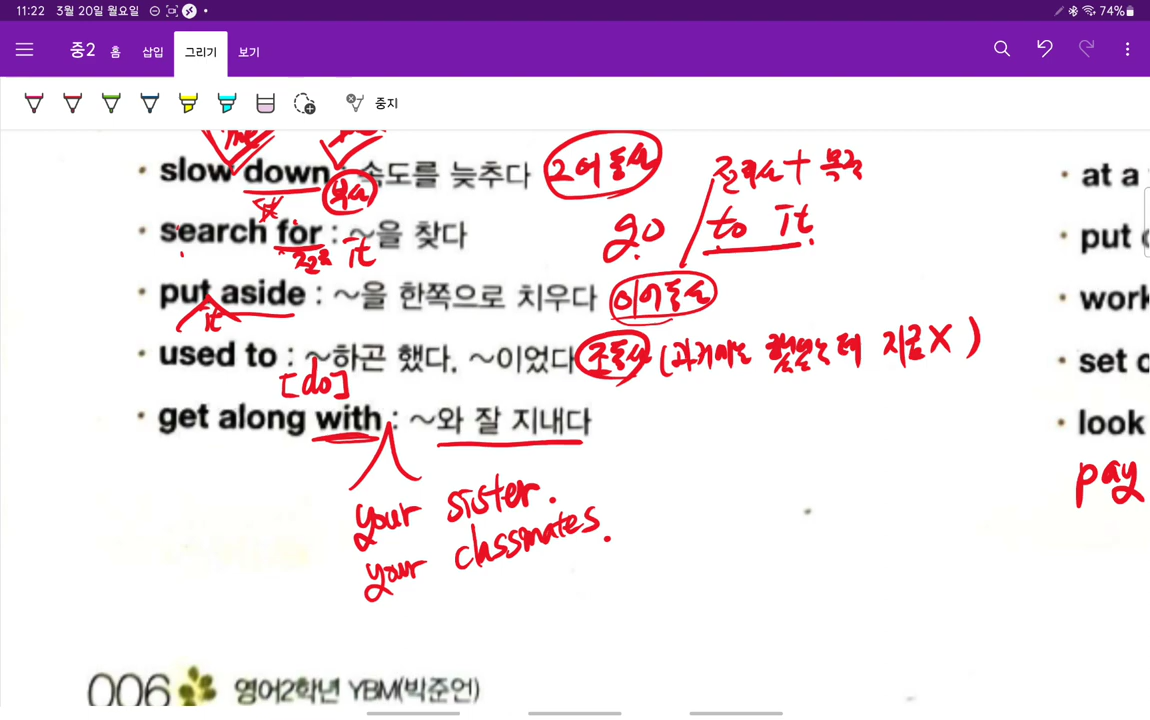 11:22 3월 20일 월요일 74%
중2 홈 삽입 그리기 보기
중지
slow down : 속도를 늦추다
부사
전치사 + 목적
at a
search for : ~을 찾다
it
go to it
put
put aside : ~을 한쪽으로 치우다
it
이어동사
work
used to : ~하곤 했다, ~이었다
조동사 (과거에는 했었는데 지금 X)
set
[do]
get along with : ~와 잘 지내다
look
your sister.
your classmates.
pay
006 영어2학년 YBM(박준언)